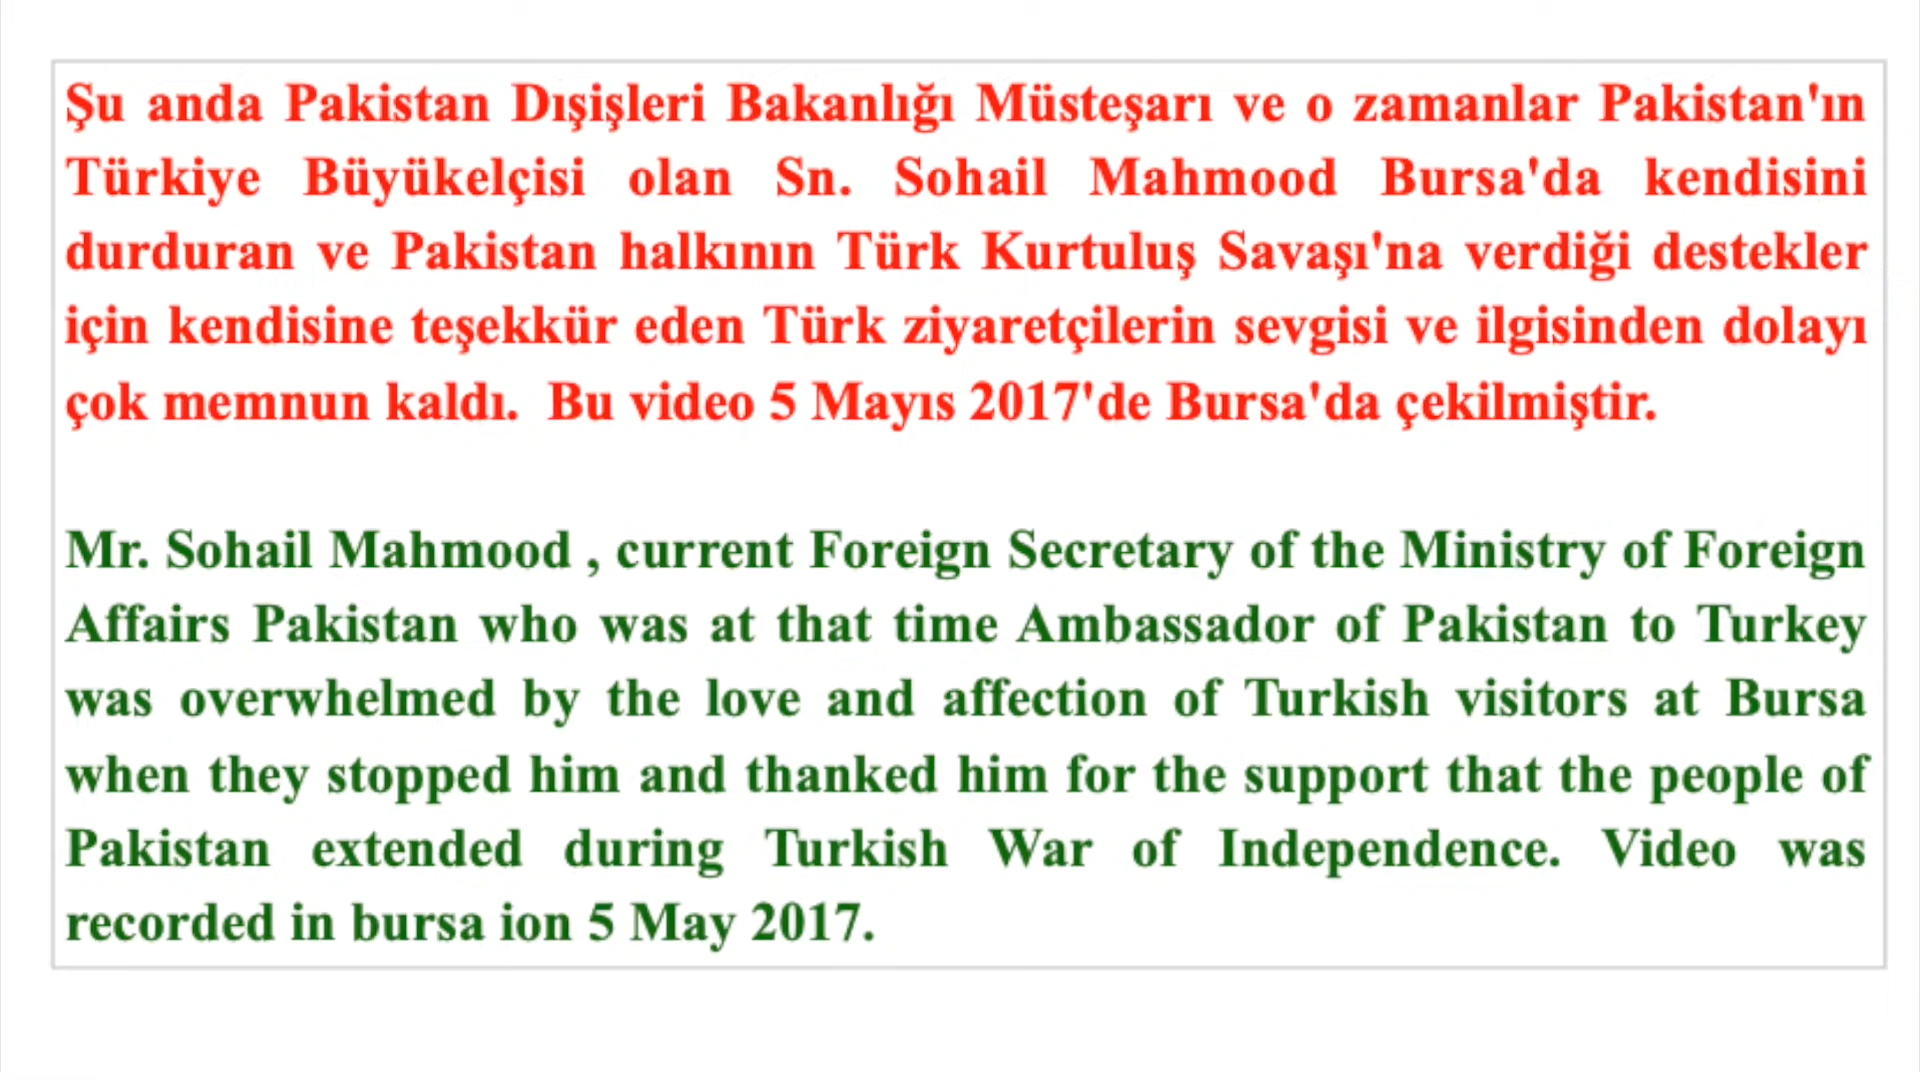 Şu anda Pakistan Dışişleri Bakanlığı Müsteşarı ve o zamanlar Pakistan'ın
Türkiye Büyükelçisi olan Sn. Sohail Mahmood Bursa'da kendisini
durduran ve Pakistan halkının Türk Kurtuluş Savaşı'na verdiği destekler
için kendisine teşekkür eden Türk ziyaretçilerin sevgisi ve ilgisinden dolayı
çok memnun kaldı. Bu video 5 Mayıs 2017'de Bursa'da çekilmiştir.
Mr. Sohail Mahmood , current Foreign Secretary of the Ministry of Foreign
Affairs Pakistan who was at that time Ambassador of Pakistan to Turkey
was overwhelmed by the love and affection of Turkish visitors at Bursa
when they stopped him and thanked him for the support that the people of
Pakistan extended during Turkish War of Independence. Video was
recorded in bursa ion 5 May 2017.